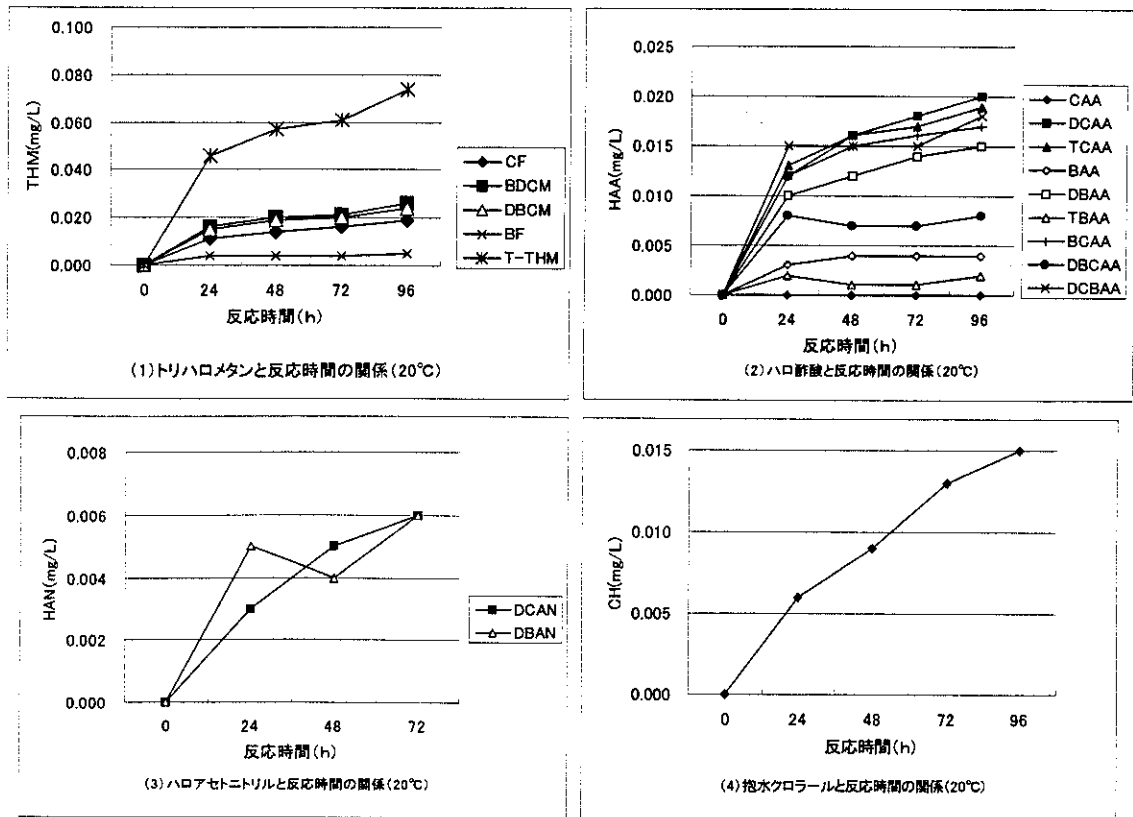 0.100
0.080
0.060
0.040
0.020
0.000
THM(mg/L)
0 24 48 72 96
反応時間(h)
CF
BDCM
DBCM
BF
T-THM
(1)トリハロメタンと反応時間の関係(20℃)
0.025
0.020
0.015
0.010
0.005
0.000
HAA(mg/L)
0 24 48 72 96
反応時間(h)
CAA
DCAA
TCAA
BAA
DBAA
TBAA
BCAA
DBCAA
DCBAA
(2)ハロ酢酸と反応時間の関係(20℃)
0.008
0.006
0.004
0.002
0.000
HAN(mg/L)
0 24 48 72
反応時間(h)
DCAN
DBAN
(3)ハロアセトニトリルと反応時間の関係(20℃)
0.015
0.010
0.005
0.000
CH(mg/L)
0 24 48 72 96
反応時間(h)
(4)抱水クロラールと反応時間の関係(20℃)